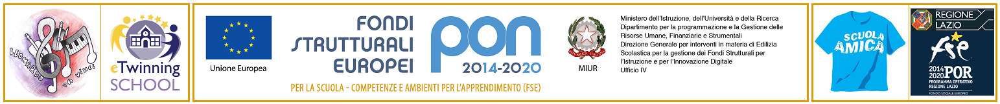 LEONARDO DA VINCI
eTwinning
SCHOOL
Unione Europea
FONDI
STRUTTURALI
EUROPEI
pon
2014-2020
PER LA SCUOLA - COMPETENZE E AMBIENTI PER L'APPRENDIMENTO (FSE)
REPVBBLICA ITALIANA
MIUR
Ministero dell'Istruzione, dell'Università e della Ricerca
Dipartimento per la programmazione e la Gestione delle
Risorse Umane, Finanziarie e Strumentali
Direzione Generale per interventi in materia di Edilizia
Scolastica per la gestione dei Fondi Strutturali per
l'Istruzione e per l'Innovazione Digitale
Ufficio IV
SCUOLA
AMICA
REGIONE
LAZIO
fse
2014
2020 POR
PROGRAMMA OPERATIVO
REGIONE LAZIO
FONDO SOCIALE EUROPEO